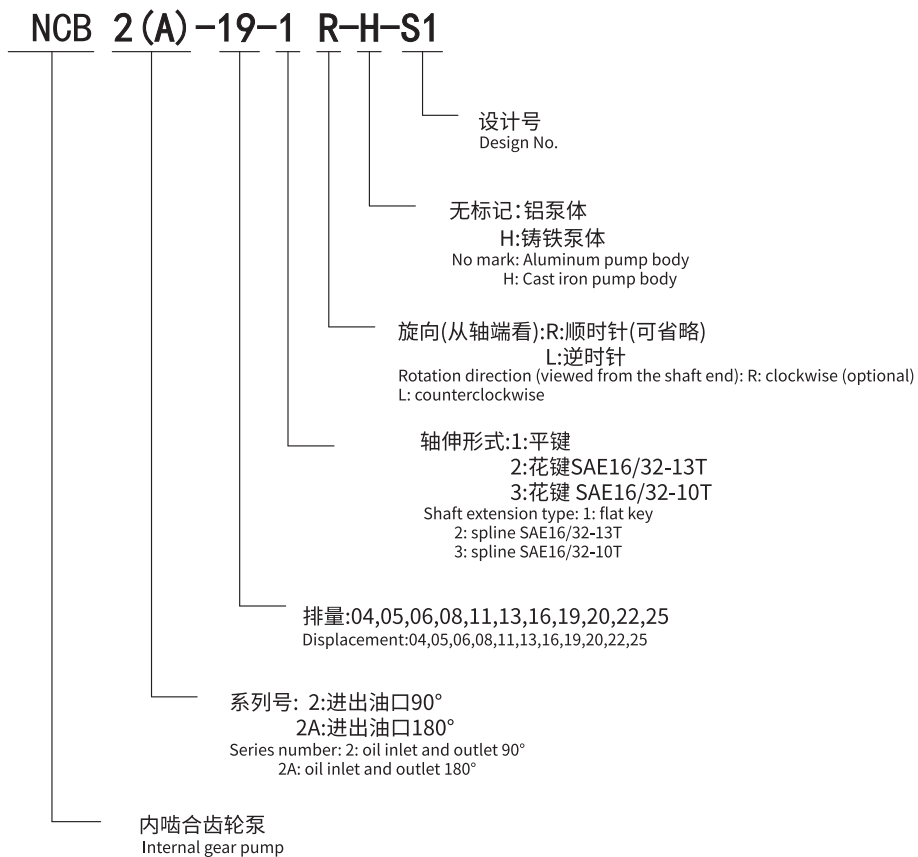 NCB 2(A)-19-1 R-H-S1
设计号
Design No.
无标记:铝泵体
H:铸铁泵体
No mark: Aluminum pump body
H: Cast iron pump body
旋向(从轴端看):R:顺时针(可省略)
L:逆时针
Rotation direction (viewed from the shaft end): R: clockwise (optional)
L: counterclockwise
轴伸形式:1:平键
2:花键SAE16/32-13T
3:花键 SAE16/32-10T
Shaft extension type: 1: flat key
2: spline SAE16/32-13T
3: spline SAE16/32-10T
排量:04,05,06,08,11,13,16,19,20,22,25
Displacement:04,05,06,08,11,13,16,19,20,22,25
系列号: 2:进出油口90°
2A:进出油口180°
Series number: 2: oil inlet and outlet 90°
2A: oil inlet and outlet 180°
内啮合齿轮泵
Internal gear pump